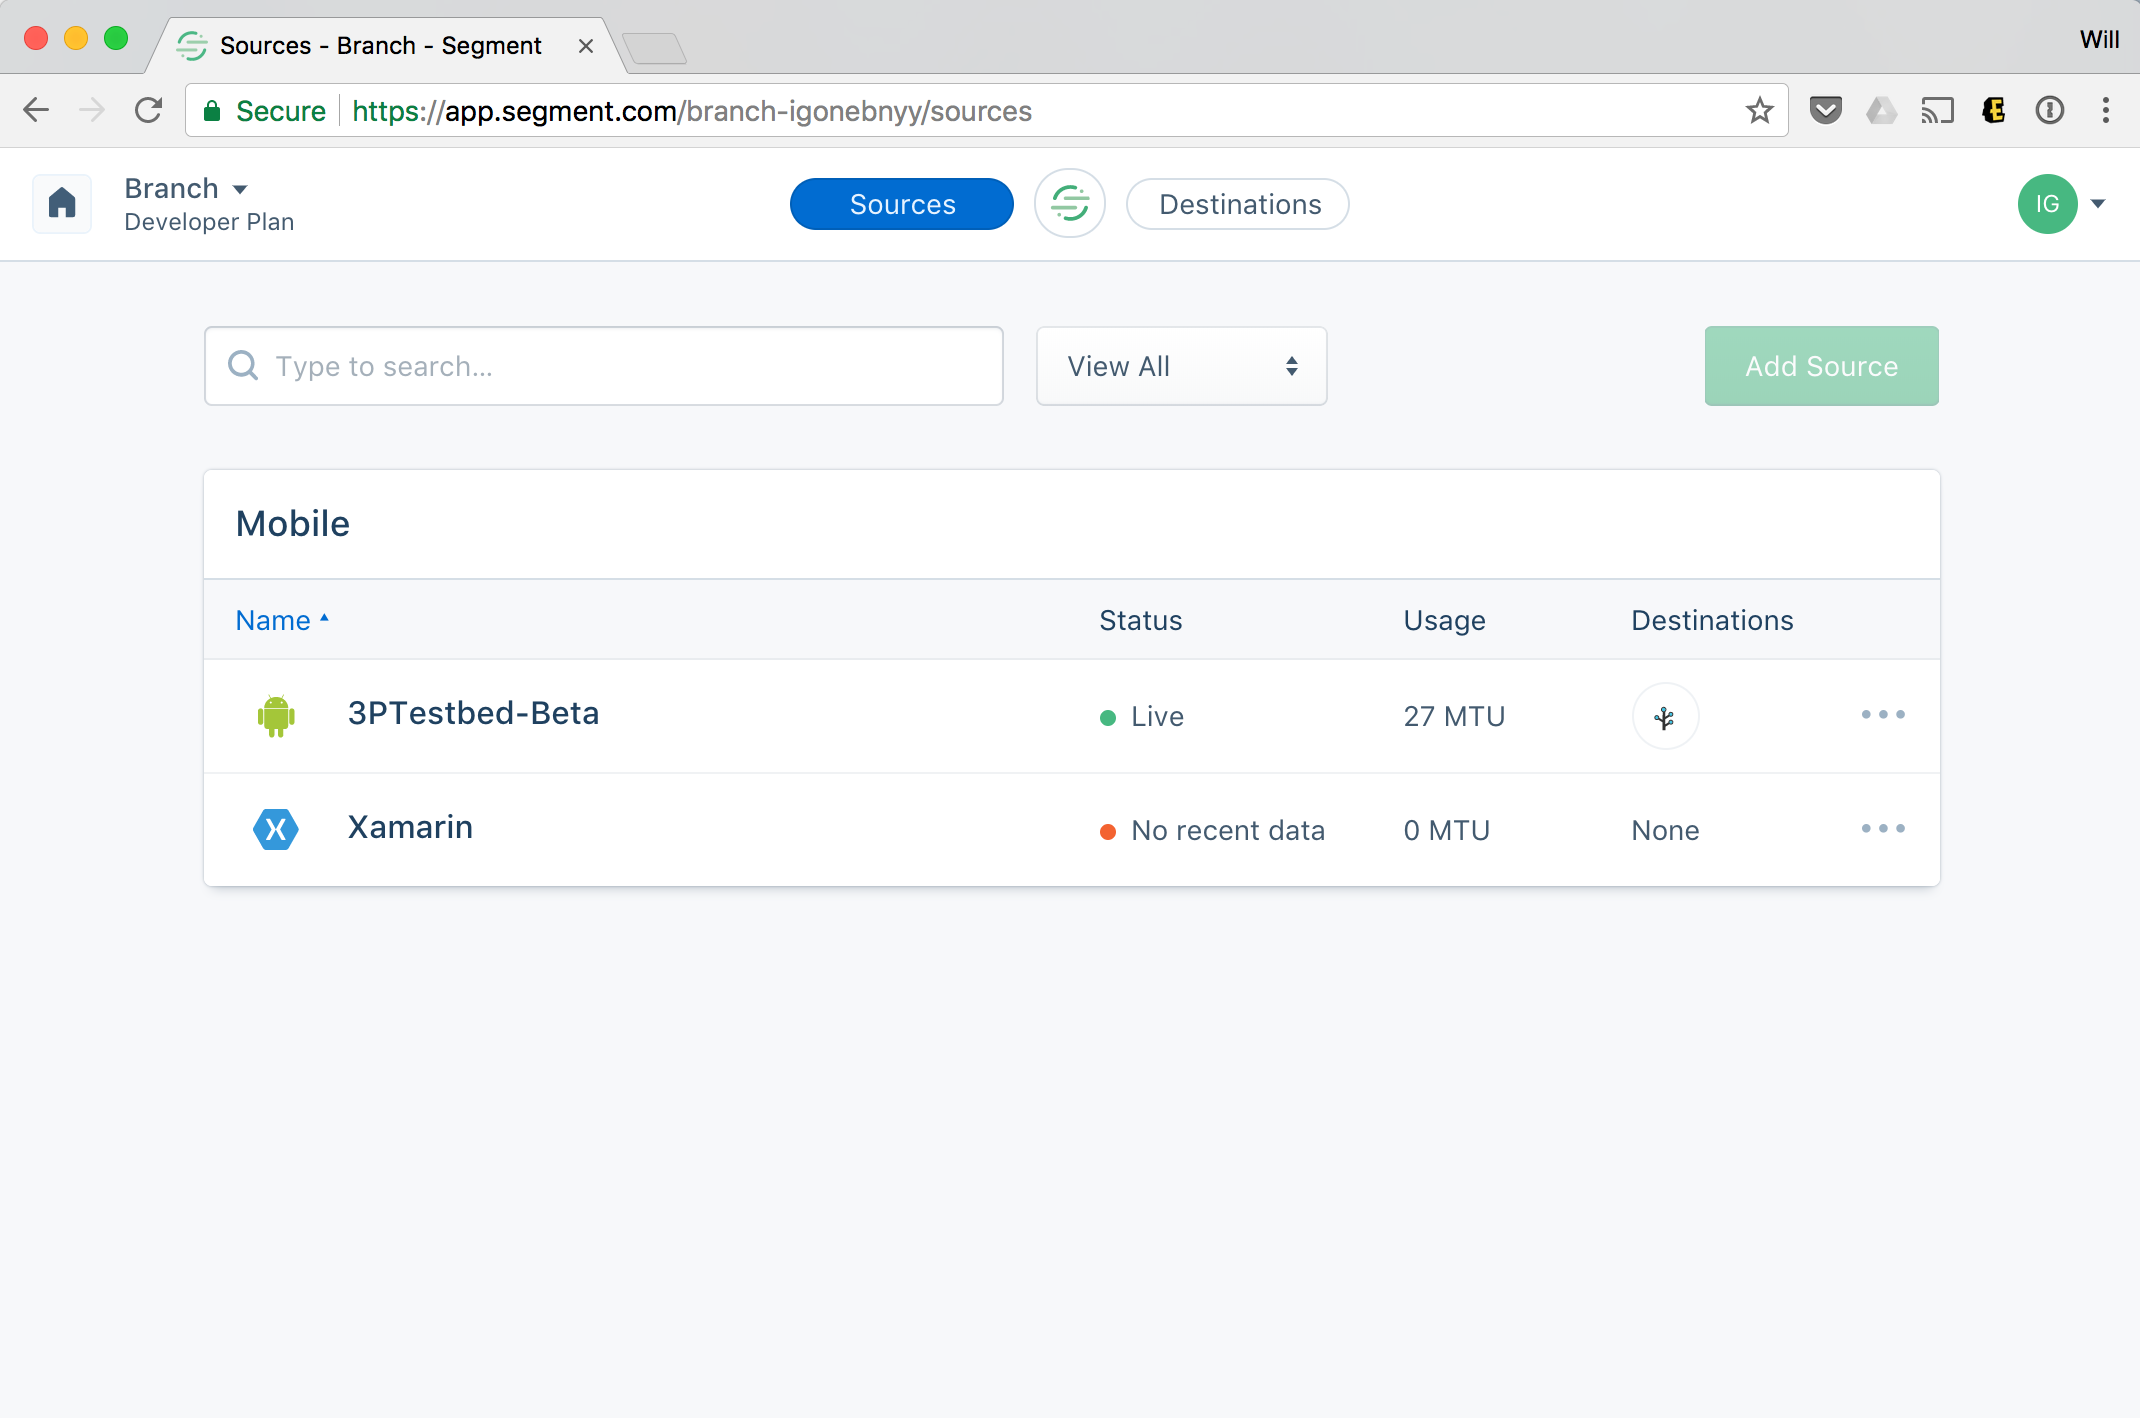 Sources - Branch - Segment
Will
Secure https://app.segment.com/branch-igonebnyy/sources
Branch
Developer Plan
Sources
Destinations
IG
Type to search...
View All
Add Source
Mobile
Name Status Usage Destinations
3PTestbed-Beta Live 27 MTU
Xamarin No recent data 0 MTU None